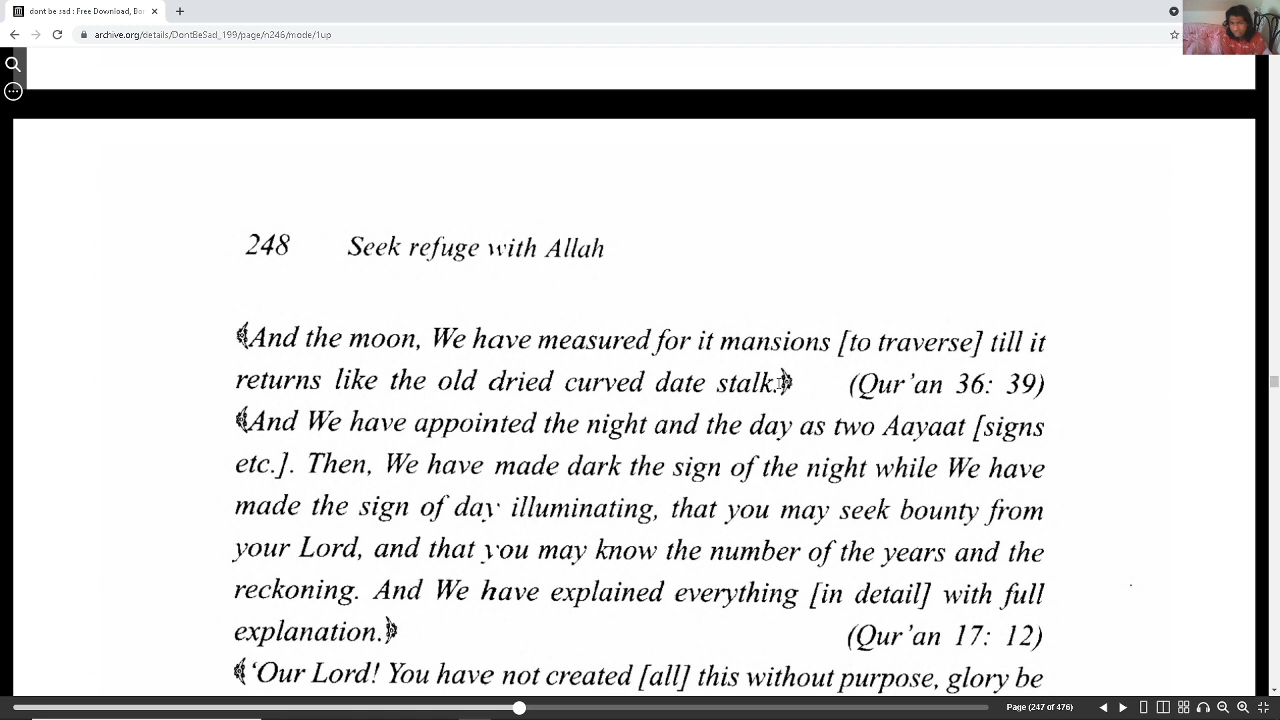 dont be sad : Free Download, Bo
archive.org/details/DontBeSad_199/page/n246/mode/1up
248 Seek refuge with Allah
And the moon, We have measured for it mansions [to traverse] till it
returns like the old dried curved date stalk. (Qur'an 36: 39)
And We have appointed the night and the day as two Aayaat [signs
etc.]. Then, We have made dark the sign of the night while We have
made the sign of day illuminating, that you may seek bounty from
your Lord, and that you may know the number of the years and the
reckoning. And We have explained everything [in detail] with full
explanation. (Qur'an 17: 12)
'Our Lord! You have not created [all] this without purpose, glory be
Page (247 of 476)